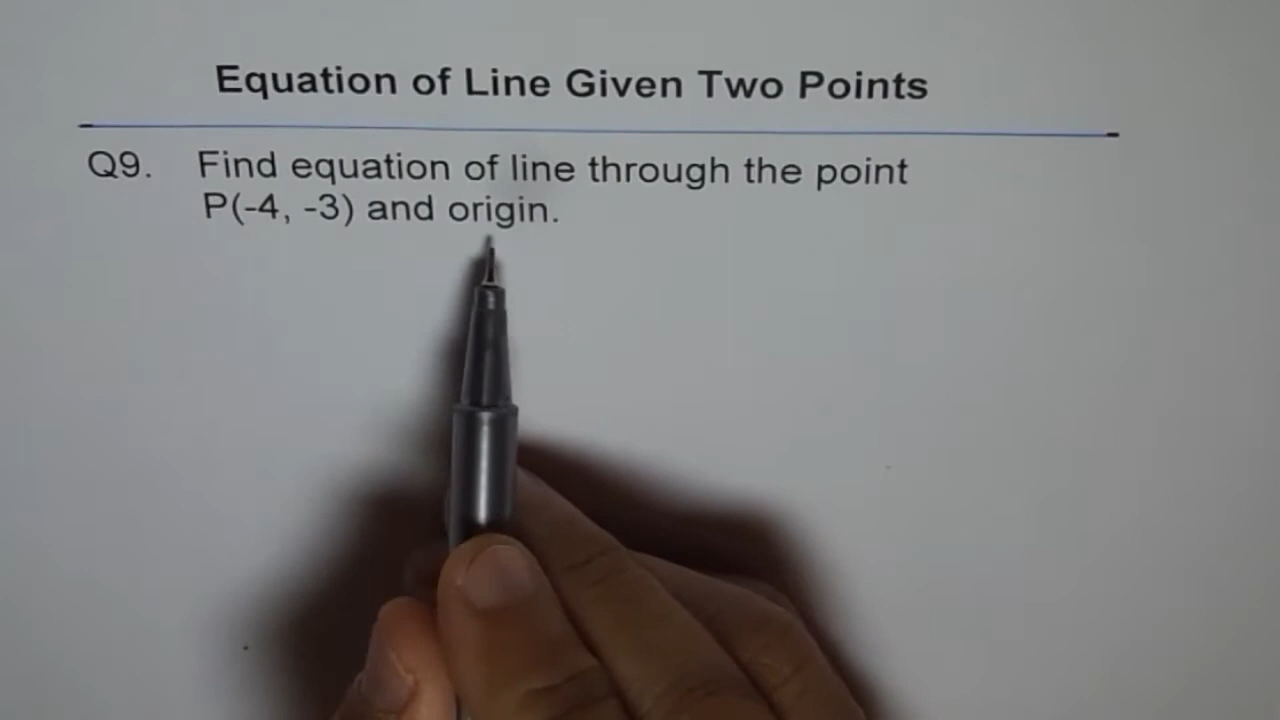 Equation of Line Given Two Points
Q9. Find equation of line through the point
P(-4, -3) and origin.